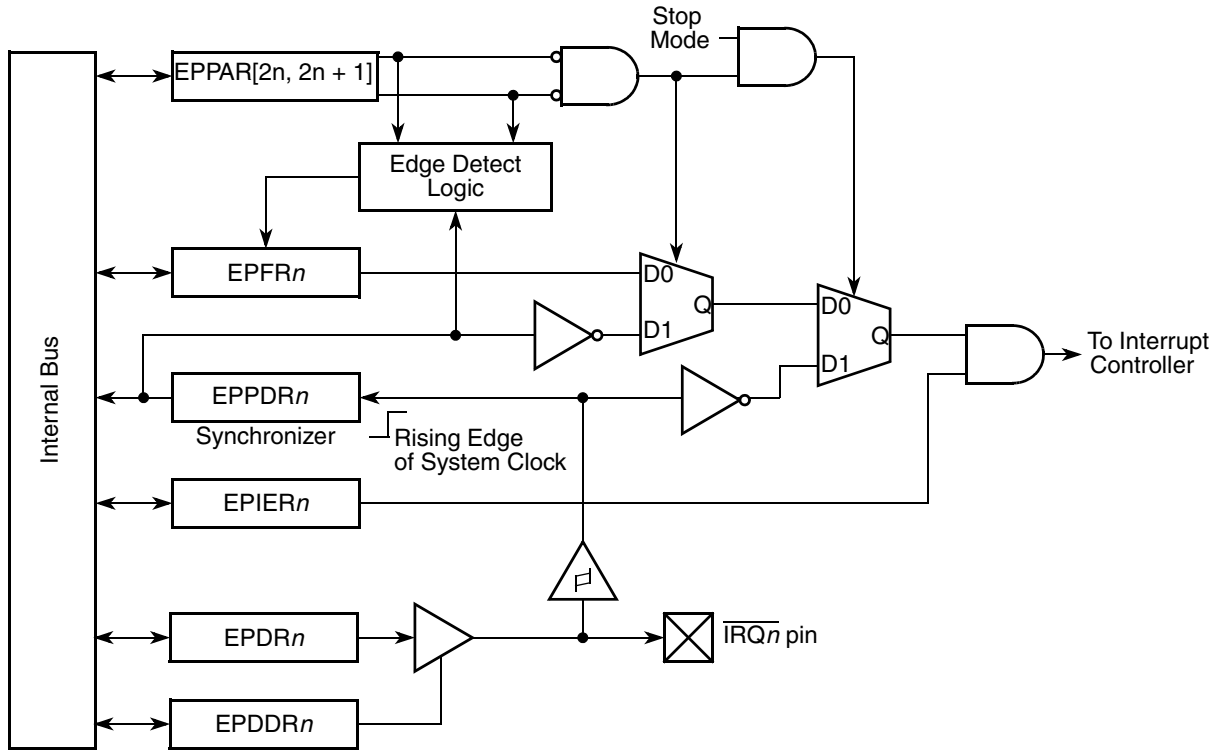 Stop
Mode
EPPAR[2n, 2n + 1]
Edge Detect
Logic
EPFRn
D0
Q
D1
D0
Q
D1
To Interrupt
Controller
Internal Bus
EPPDRn
Synchronizer
Rising Edge
of System Clock
EPIERn
EPDRn
IRQn pin
EPDDRn